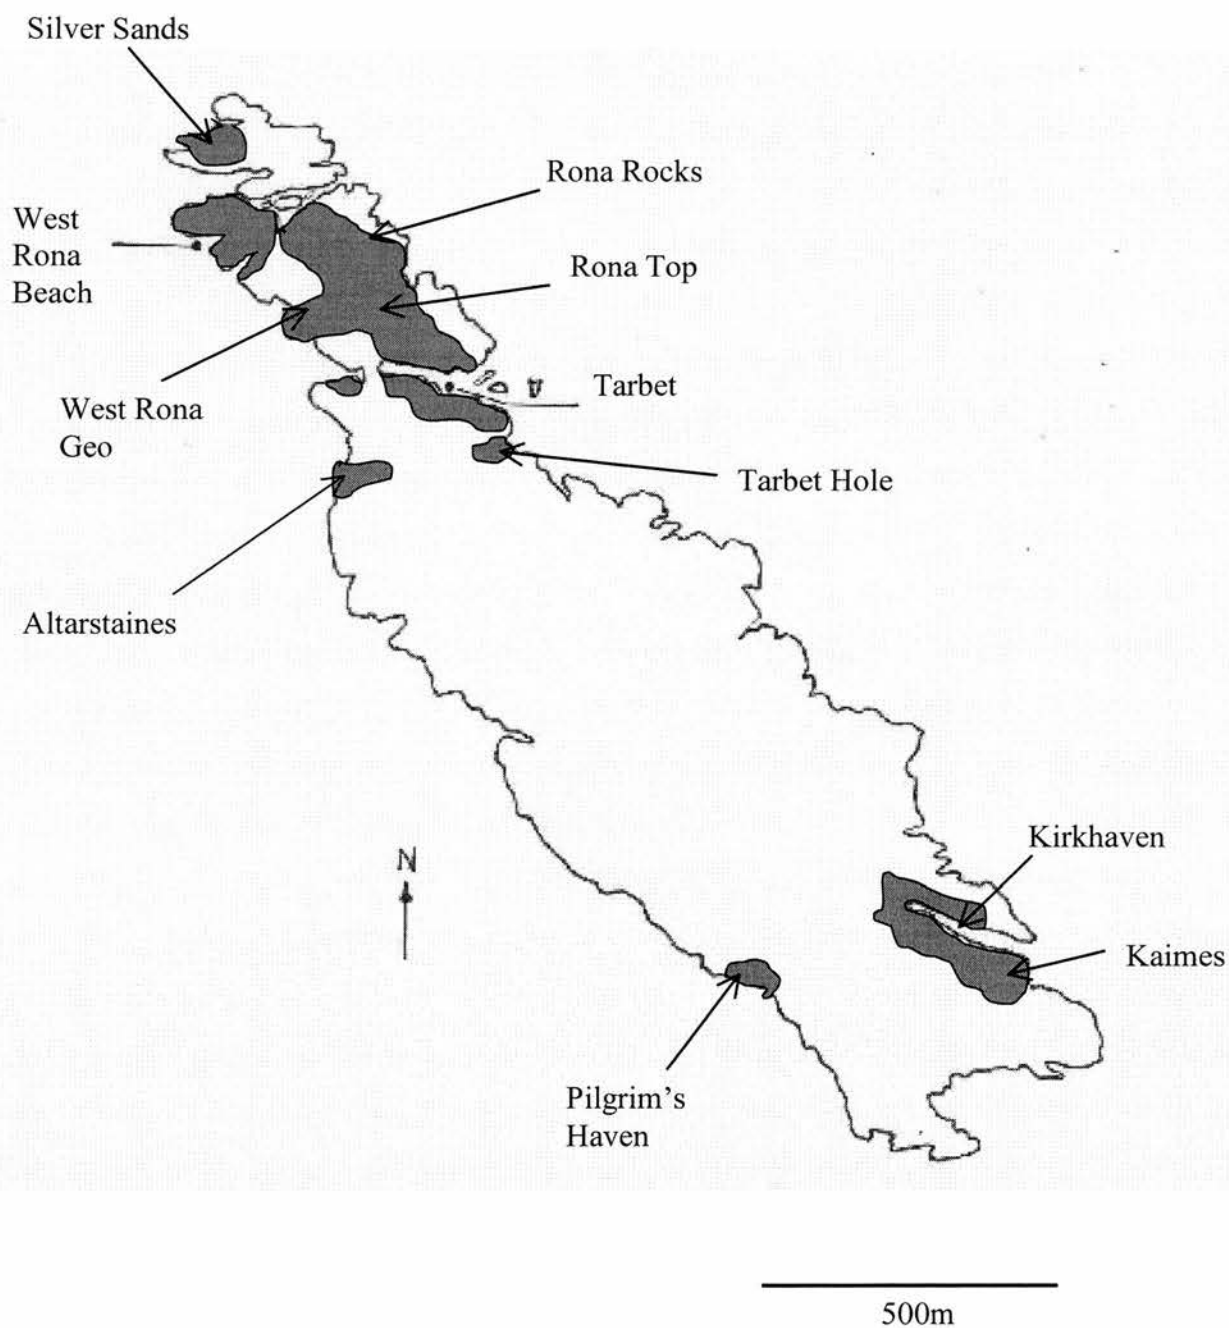 Silver Sands
Rona Rocks
West
Rona
Beach
Rona Top
Tarbet
West Rona
Geo
Tarbet Hole
Altarstaines
N
Kirkhaven
Kaimes
Pilgrim's
Haven
500m